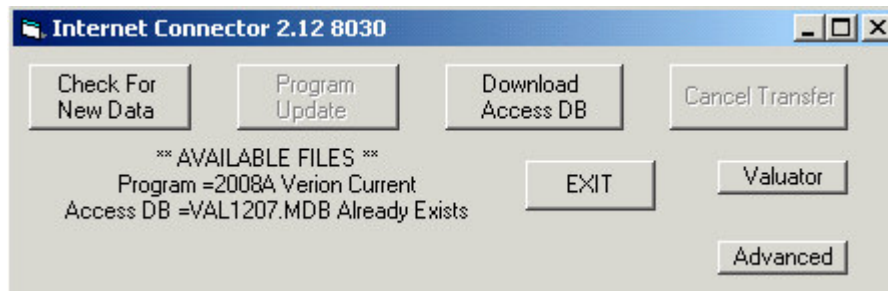 Internet Connector 2.12 8030
Check For
New Data
Program
Update
Download
Access DB
Cancel Transfer
** AVAILABLE FILES **
Program =2008A Verion Current
Access DB =VAL1207.MDB Already Exists
EXIT
Valuator
Advanced